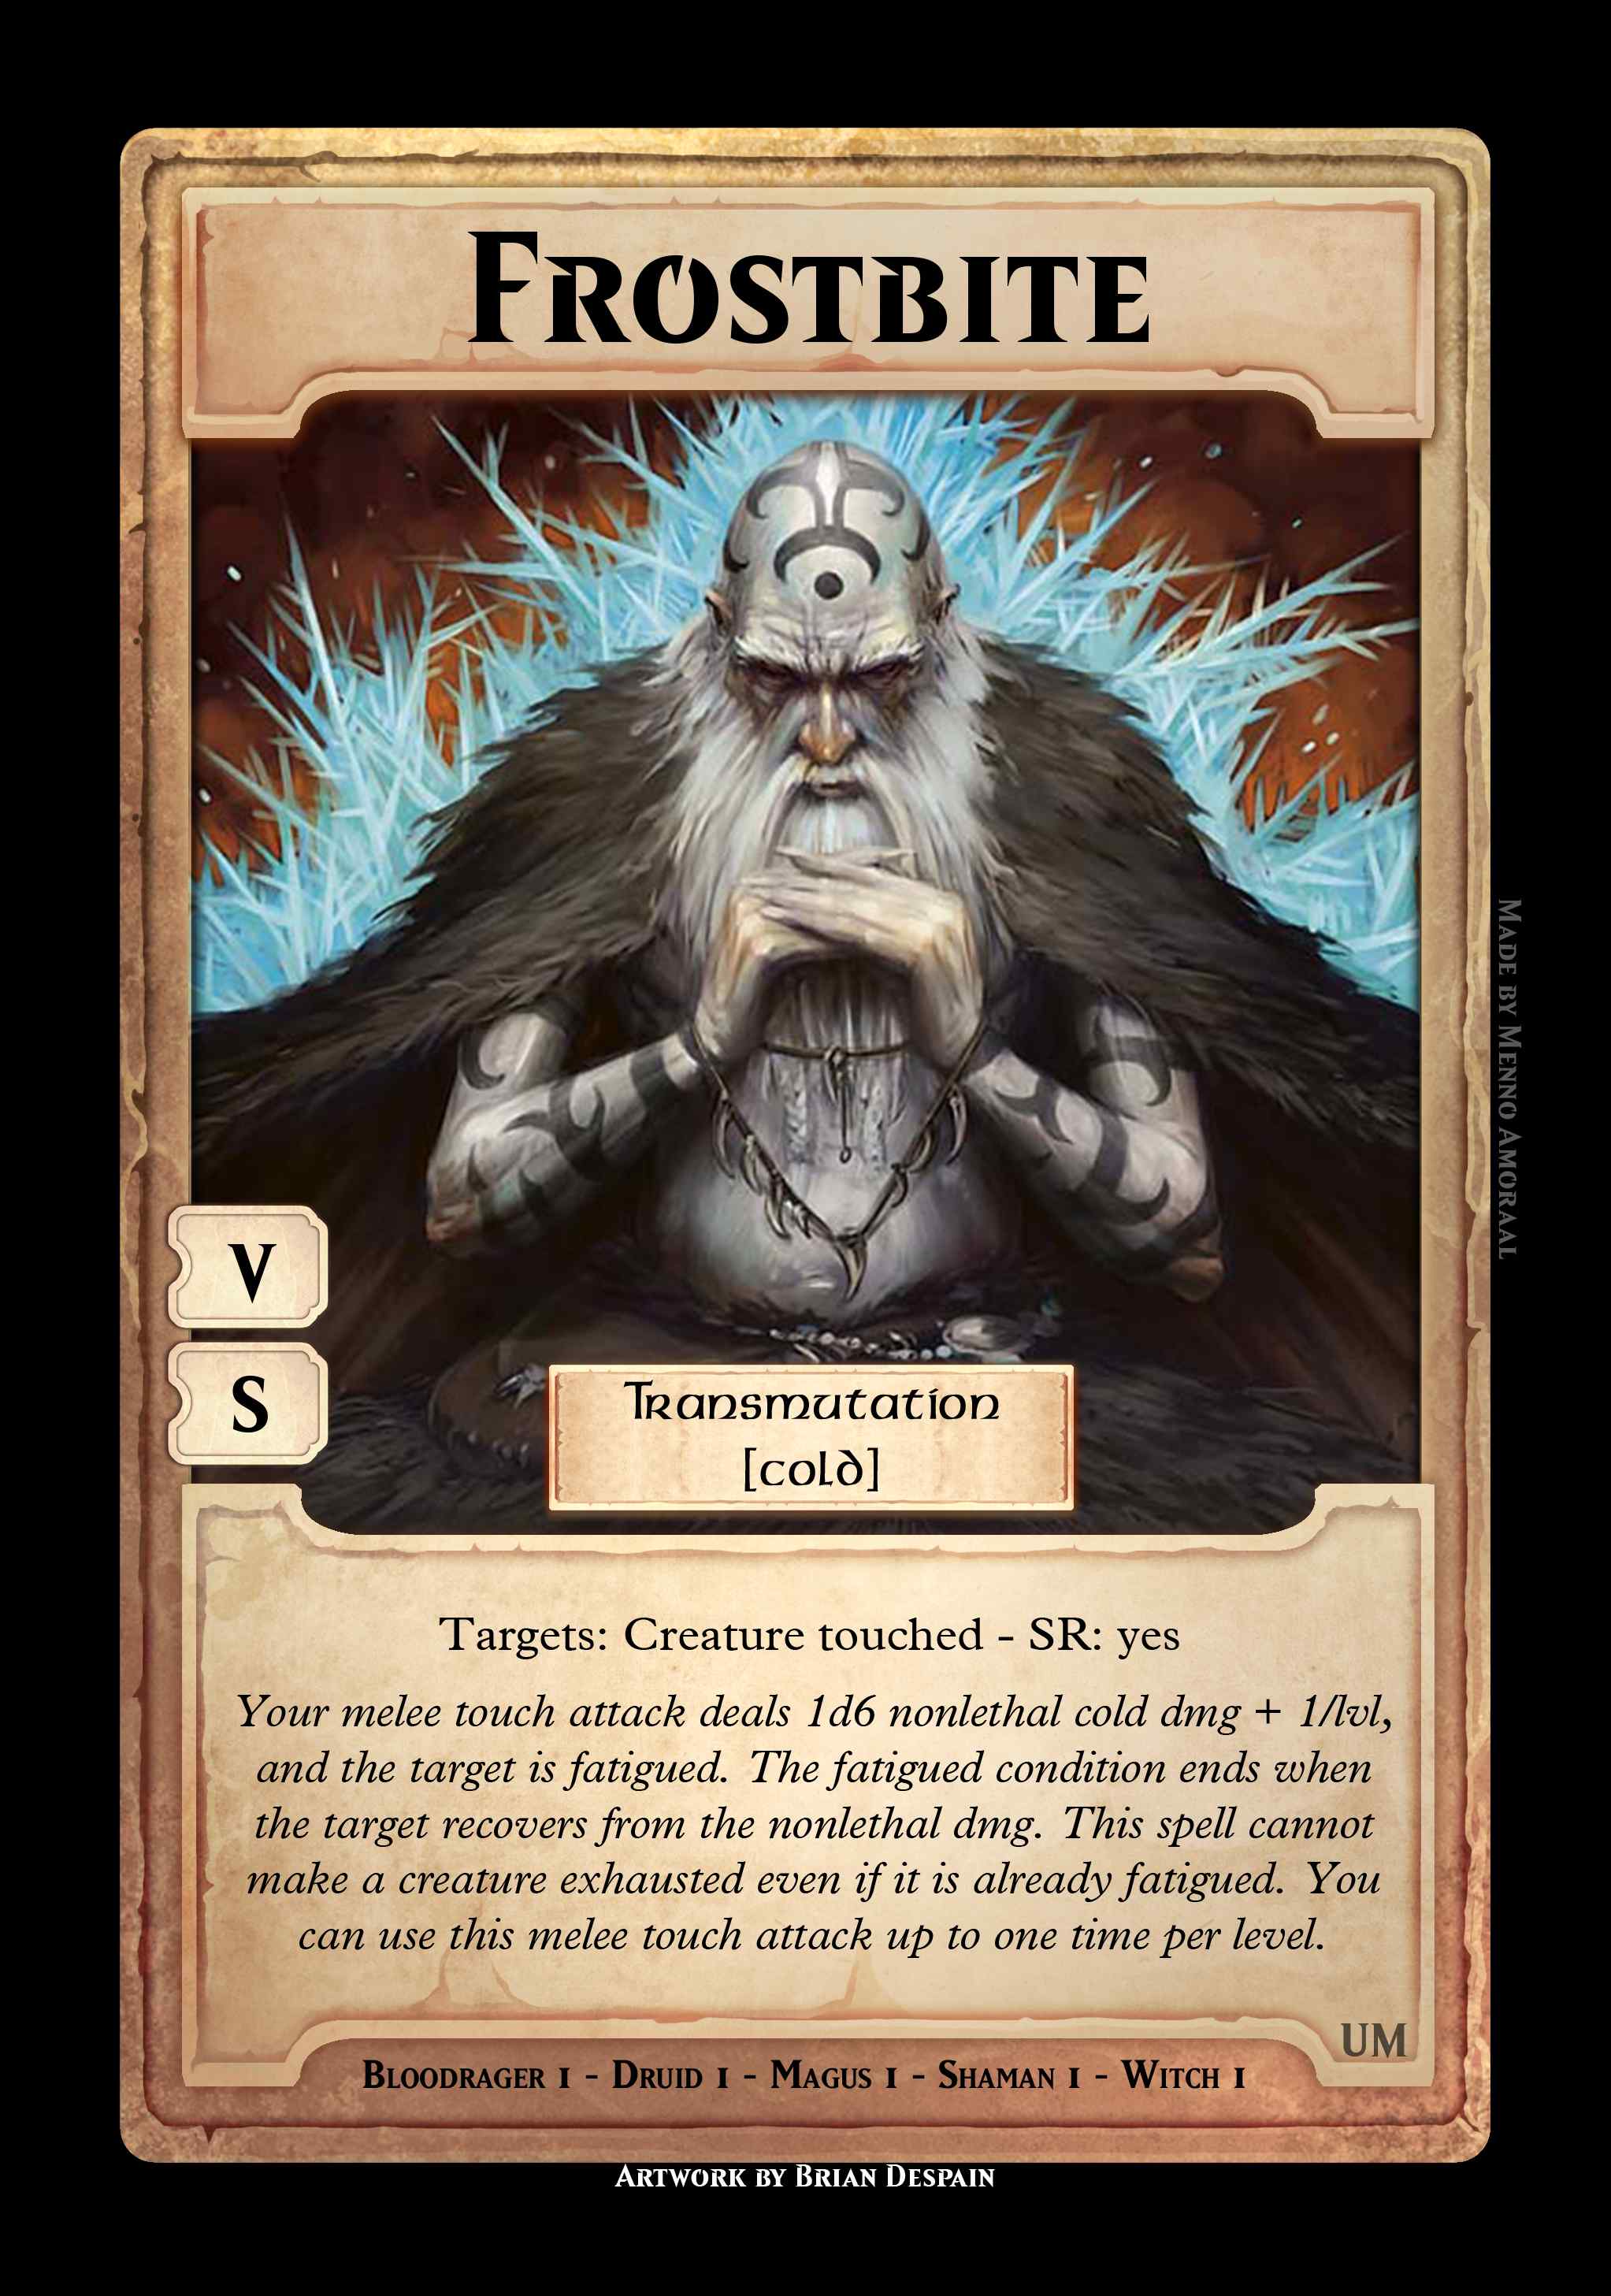 Frostbite
V
S
Transmutation
[cold]
Targets: Creature touched - SR: yes
Your melee touch attack deals 1d6 nonlethal cold dmg + 1/lvl,
and the target is fatigued. The fatigued condition ends when
the target recovers from the nonlethal dmg. This spell cannot
make a creature exhausted even if it is already fatigued. You
can use this melee touch attack up to one time per level.
UM
Bloodrager 1 - Druid 1 - Magus 1 - Shaman 1 - Witch 1
Artwork by Brian Despain
Made by Menno Amoraal